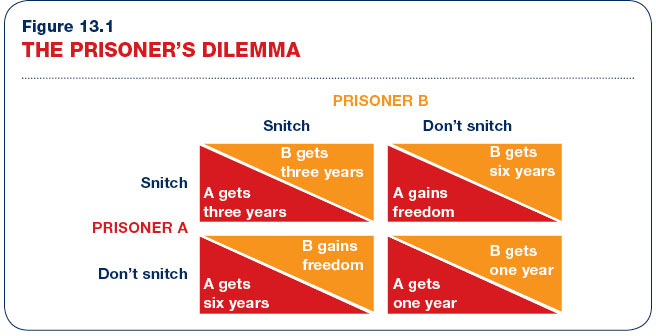 Figure 13.1
THE PRISONER’S DILEMMA
PRISONER B
Snitch
Don’t snitch
Snitch
B gets
three years
A gets
three years
B gets
six years
A gains
freedom
PRISONER A
Don’t snitch
B gains
freedom
A gets
six years
B gets
one year
A gets
one year